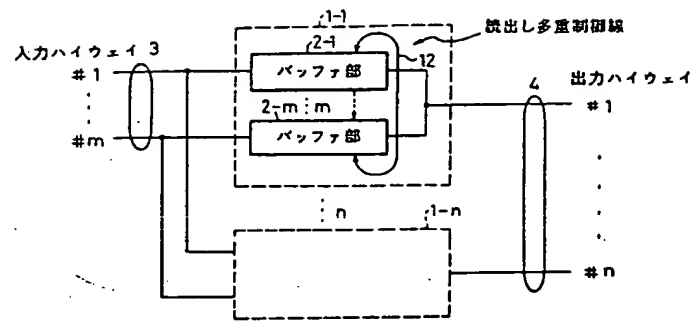 1-1
読出し多重制御線
入力ハイウェイ 3
2-1
12
バッファ部
#1
4
出力ハイウェイ
#1
2-m
m
バッファ部
#m
n
1-n
#n